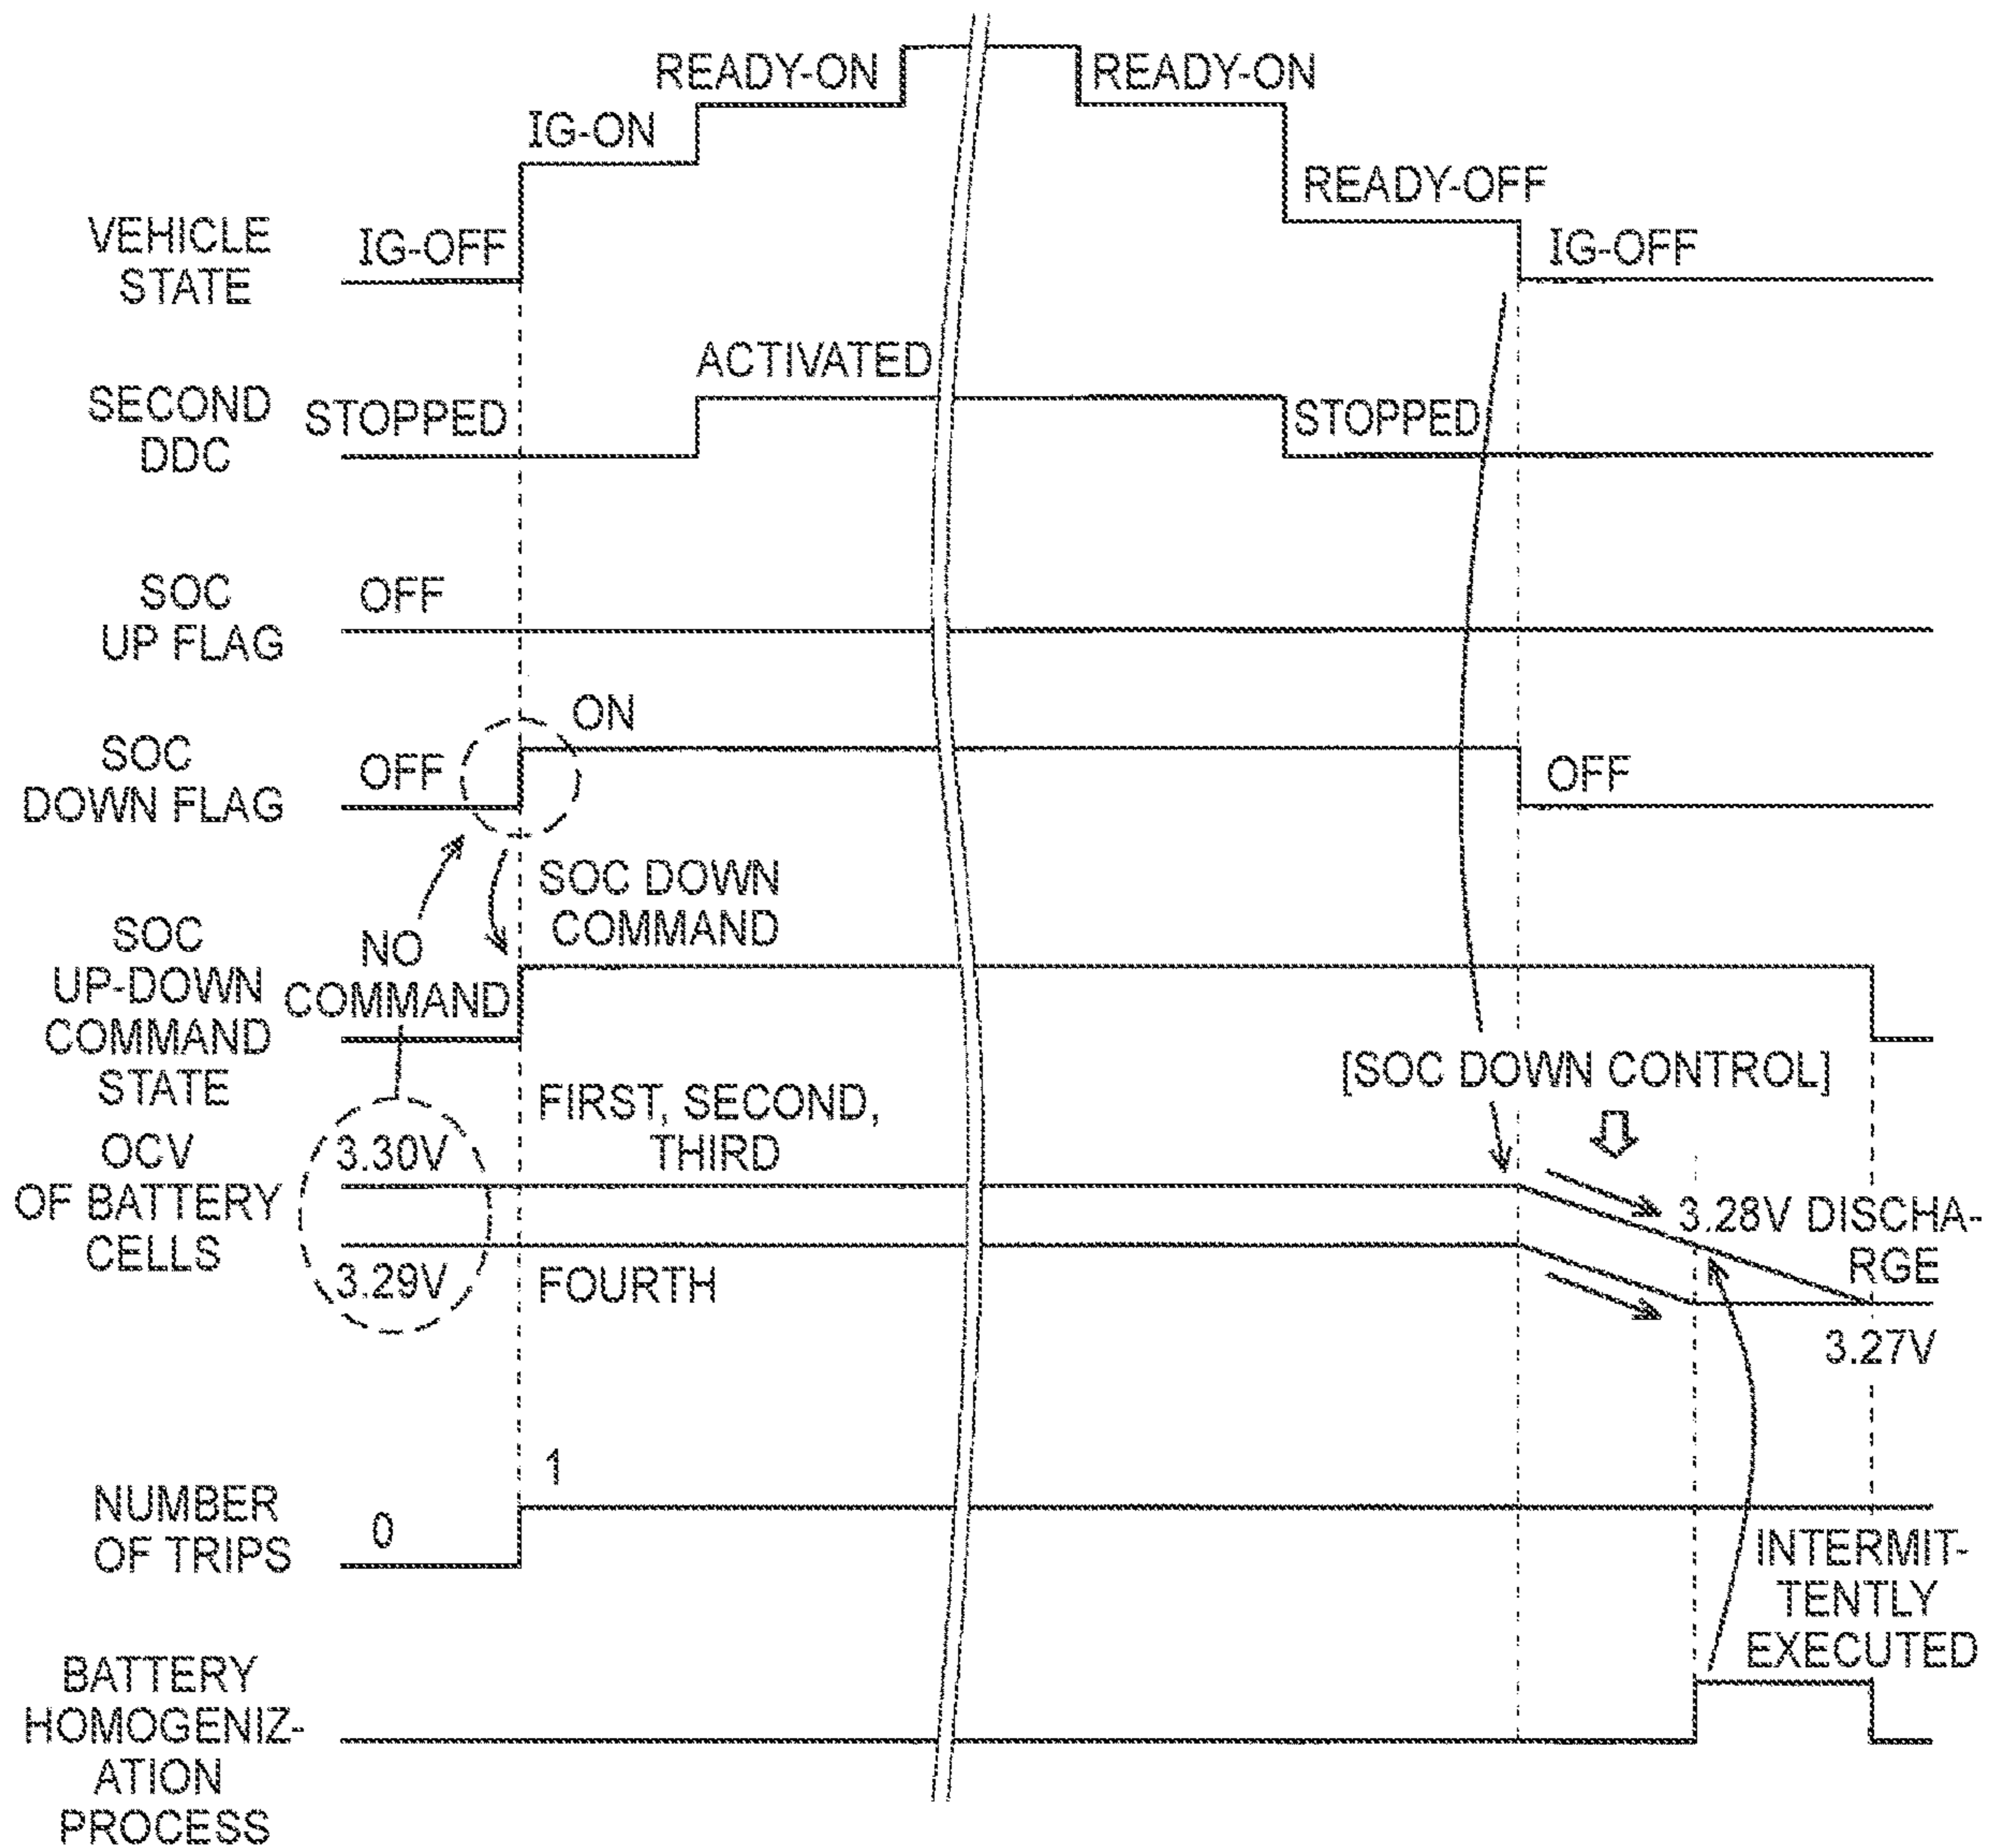 READY-ON
READY-ON
IG-ON
READY-OFF
VEHICLE
STATE
IG-OFF
IG-OFF
ACTIVATED
SECOND
DDC
STOPPED
STOPPED
SOC
UP FLAG
OFF
ON
SOC
DOWN FLAG
OFF
OFF
SOC DOWN
COMMAND
SOC
UP-DOWN
COMMAND
STATE
NO
COMMAND
[SOC DOWN CONTROL]
FIRST, SECOND,
THIRD
OCV
OF BATTERY
CELLS
3.30V
3.28V DISCHA-
RGE
3.29V
FOURTH
3.27V
1
NUMBER
OF TRIPS
0
INTERMIT-
TENTLY
EXECUTED
BATTERY
HOMOGENIZ-
ATION
PROCESS